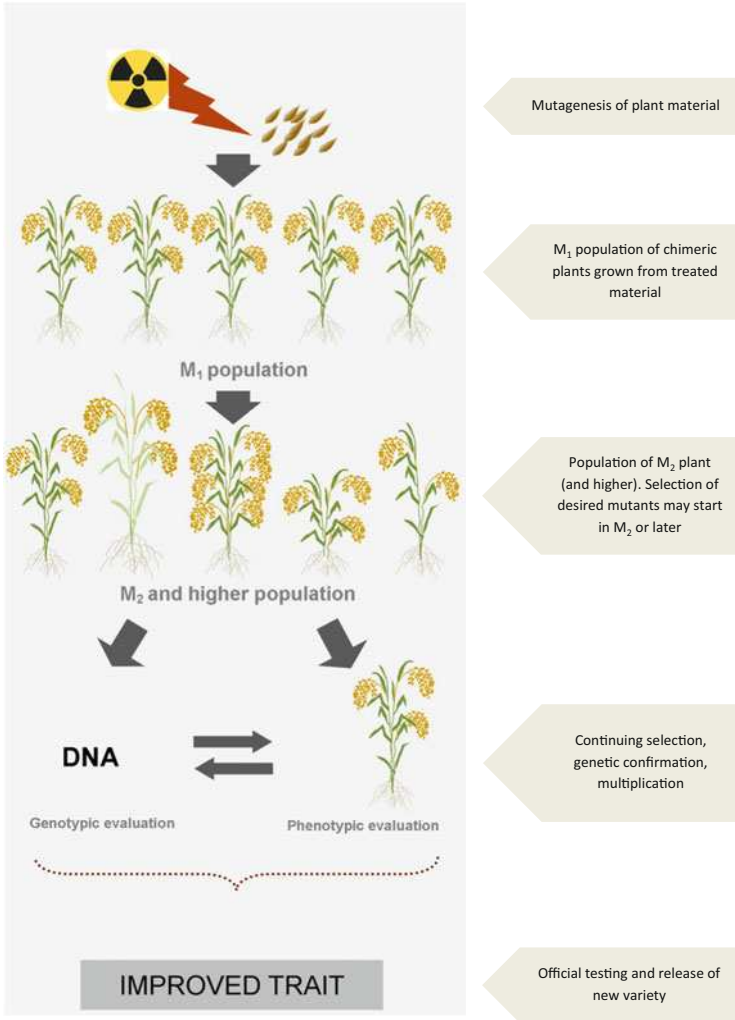 Mutagenesis of plant material
M₁ population of chimeric
plants grown from treated
material
M₁ population
Population of M₂ plant
(and higher). Selection of
desired mutants may start
in M₂ or later
M₂ and higher population
DNA
Genotypic evaluation
Phenotypic evaluation
Continuing selection,
genetic confirmation,
multiplication
IMPROVED TRAIT
Official testing and release of
new variety